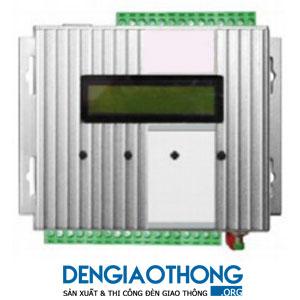 DENGIAOTHONG
SẢN XUẤT & THI CÔNG ĐÈN GIAO THÔNG .ORG